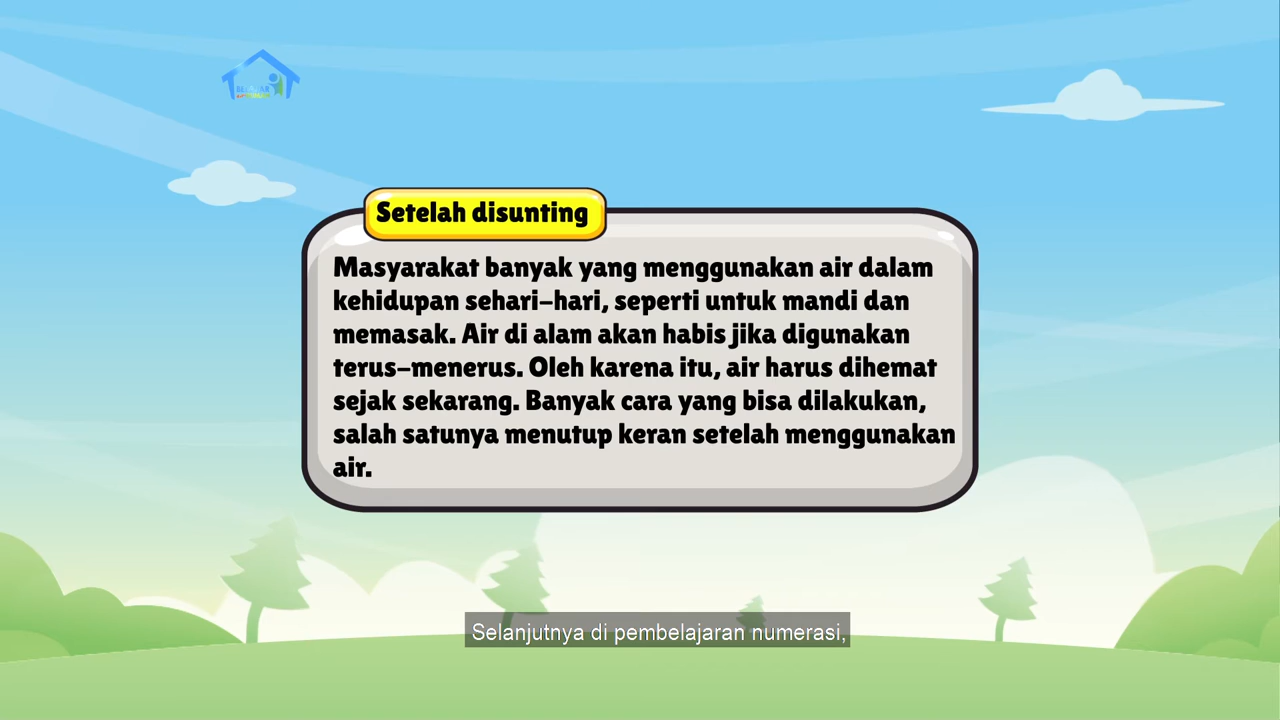 Setelah disunting
Masyarakat banyak yang menggunakan air dalam
kehidupan sehari-hari, seperti untuk mandi dan
memasak. Air di alam akan habis jika digunakan
terus-menerus. Oleh karena itu, air harus dihemat
sejak sekarang. Banyak cara yang bisa dilakukan,
salah satunya menutup keran setelah menggunakan
air.
Selanjutnya di pembelajaran numerasi,